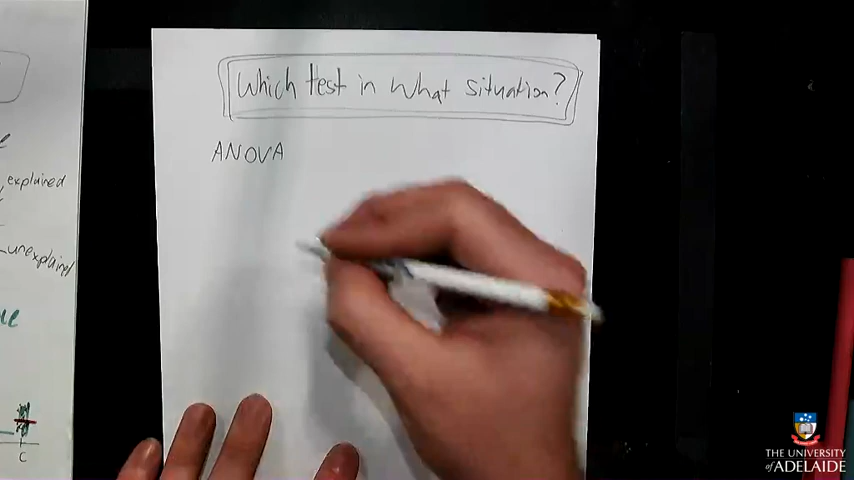 Which test in what situation?
ANOVA
explained
unexplained
C
THE UNIVERSITY
of ADELAIDE